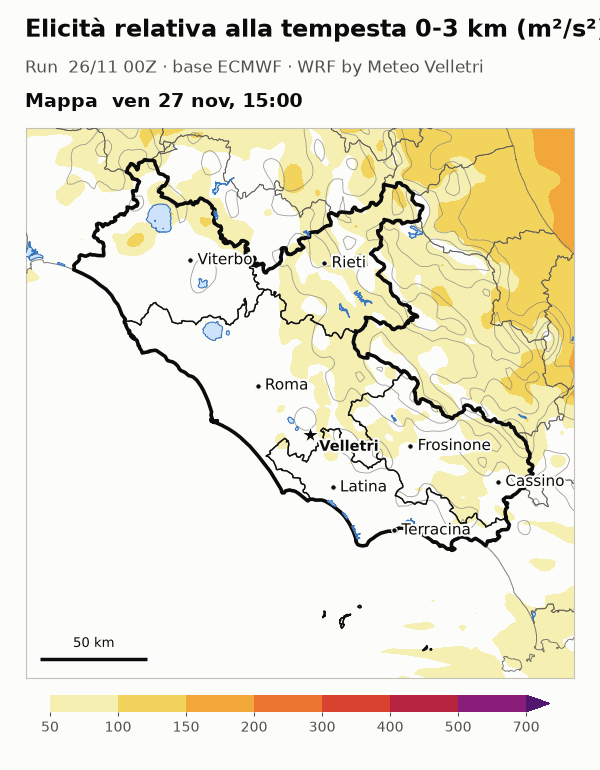 Elicità relativa alla tempesta 0-3 km (m²/s²)
Run  26/11 00Z · base ECMWF · WRF by Meteo Velletri
Mappa  ven 27 nov, 15:00
Viterbo
Rieti
Roma
Velletri
Frosinone
Cassino
Latina
Terracina
50 km
50 100 150 200 300 400 500 700